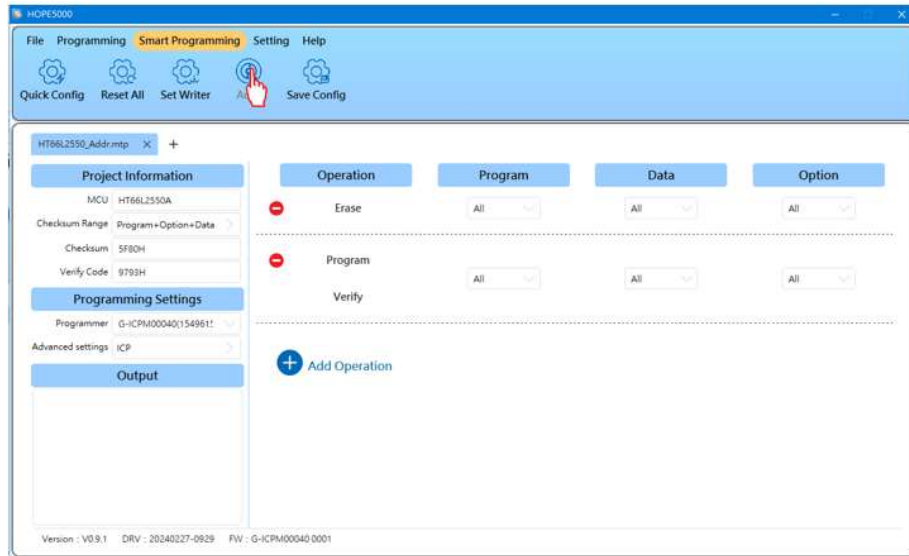 HOPE5000
File Programming Smart Programming Setting Help
Quick Config Reset All Set Writer Save Config
HT66L2550_Addr.mtp × +
Project Information Operation Program Data Option
MCU HT66L2550A
Erase All All All
Checksum Range Program+Option+Data
Checksum 5F80H
Program
Verify Code 9793H
All All All
Programming Settings Verify
Programmer G-ICPM00040(154961
Advanced settings ICP
Add Operation
Output
Version : V0.9.1 DRV : 20240227-0929 FW : G-ICPM00040 0001